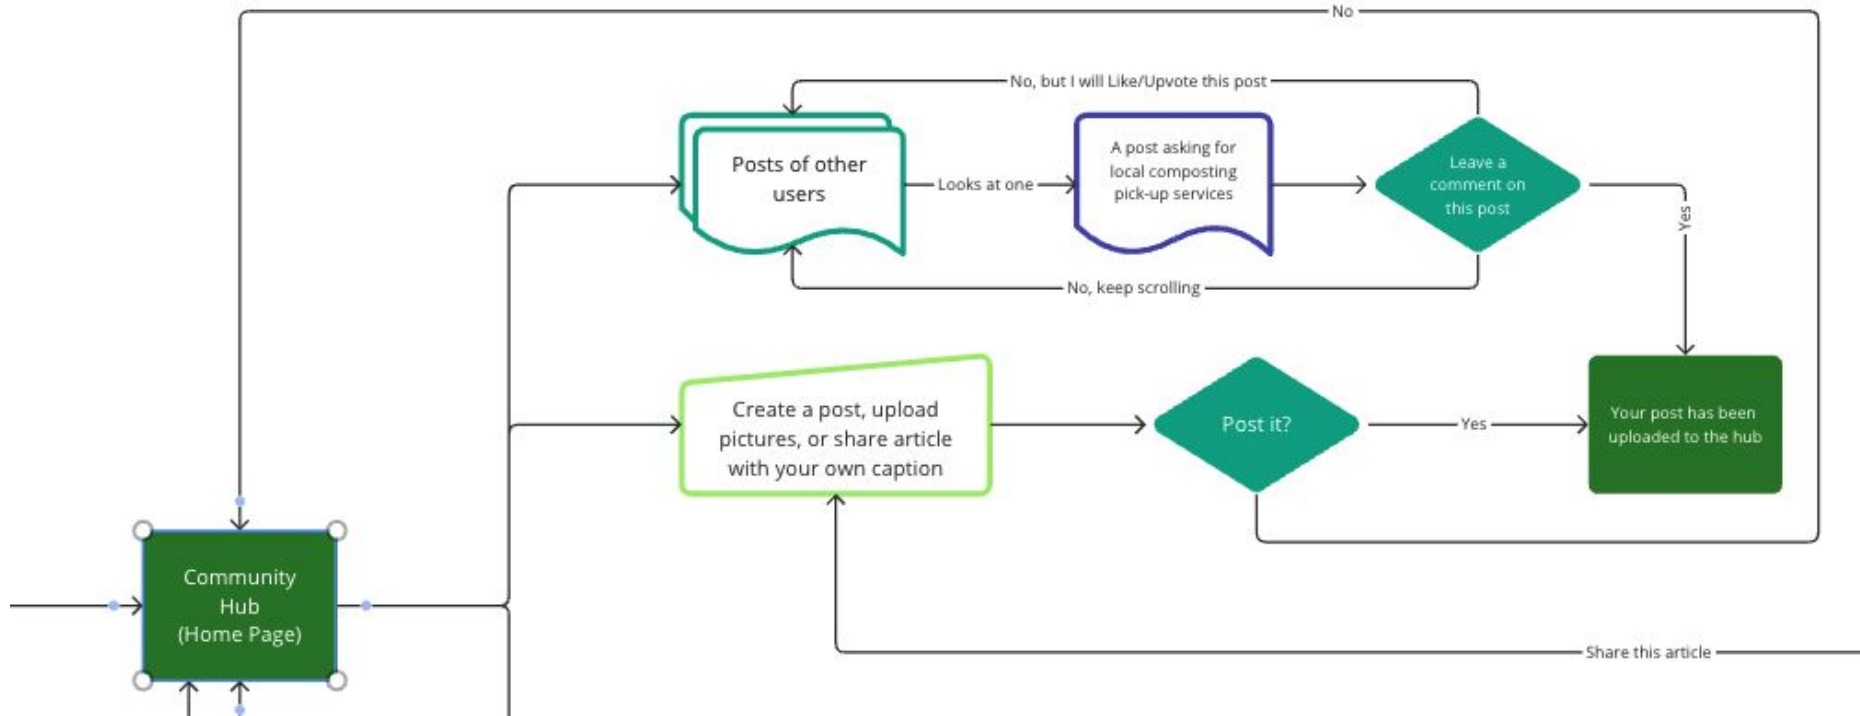 No
No, but I will Like/Upvote this post
Posts of other
users
Looks at one
A post asking for
local composting
pick-up services
Leave a
comment on
this post
Yes
No, keep scrolling
Create a post, upload
pictures, or share article
with your own caption
Post it?
Yes
Your post has been
uploaded to the hub
Community
Hub
(Home Page)
Share this article